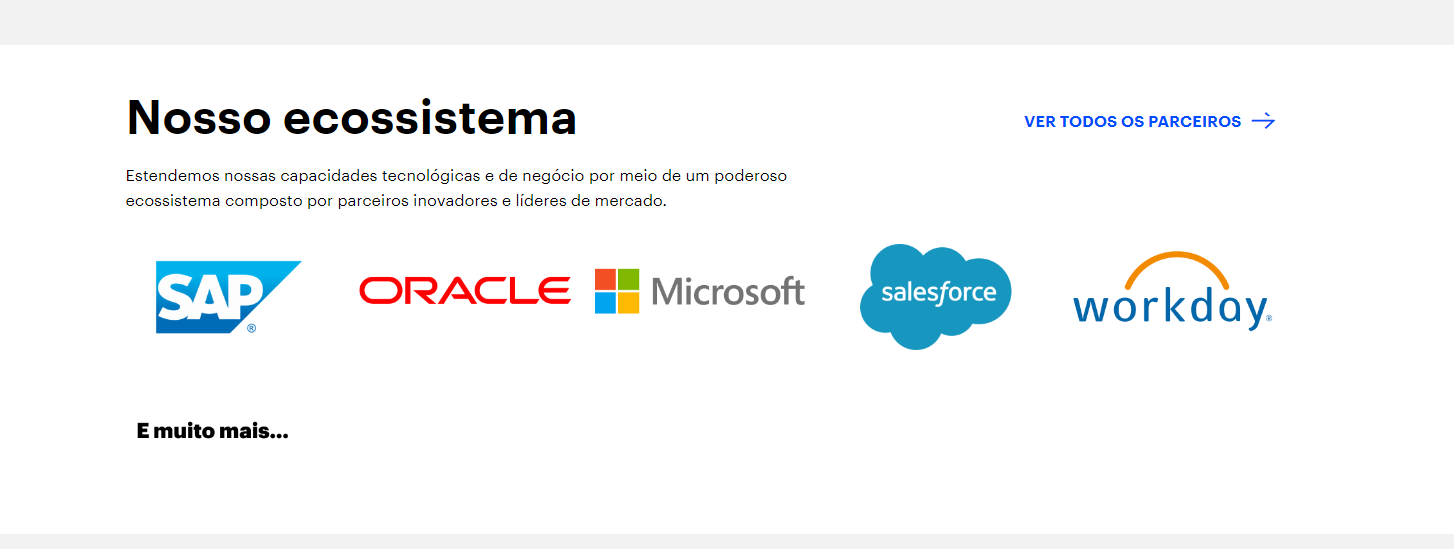 Nosso ecossistema
VER TODOS OS PARCEIROS
Estendemos nossas capacidades tecnológicas e de negócio por meio de um poderoso
ecossistema composto por parceiros inovadores e líderes de mercado.
SAP®
ORACLE
Microsoft
salesforce
workday®
E muito mais...